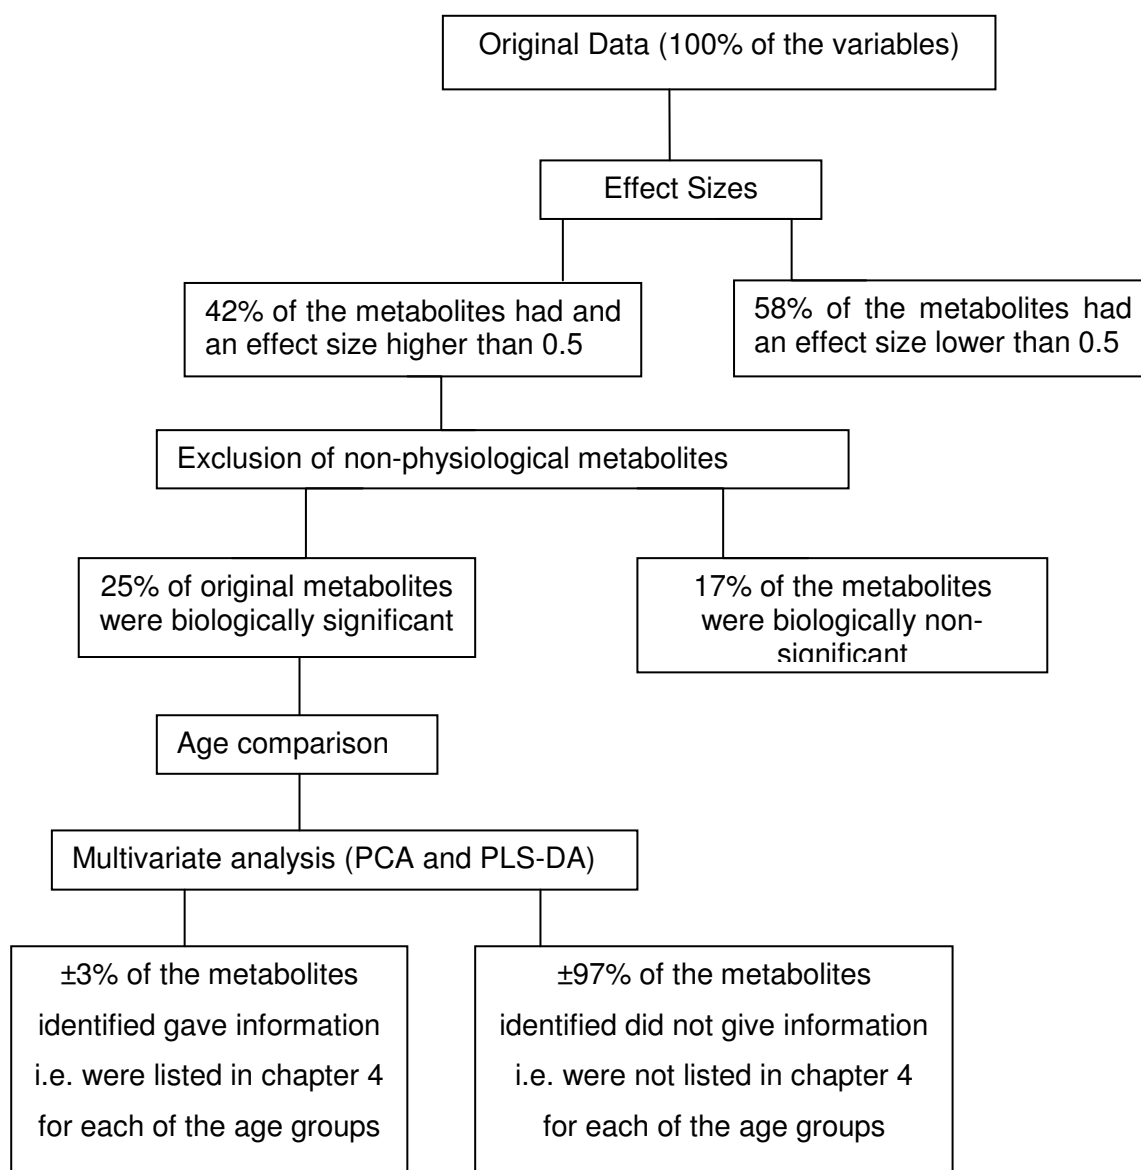 Original Data (100% of the variables)
Effect Sizes
42% of the metabolites had and
an effect size higher than 0.5
58% of the metabolites had
an effect size lower than 0.5
Exclusion of non-physiological metabolites
25% of original metabolites
were biologically significant
17% of the metabolites
were biologically non-
significant
Age comparison
Multivariate analysis (PCA and PLS-DA)
±3% of the metabolites
identified gave information
i.e. were listed in chapter 4
for each of the age groups
±97% of the metabolites
identified did not give information
i.e. were not listed in chapter 4
for each of the age groups